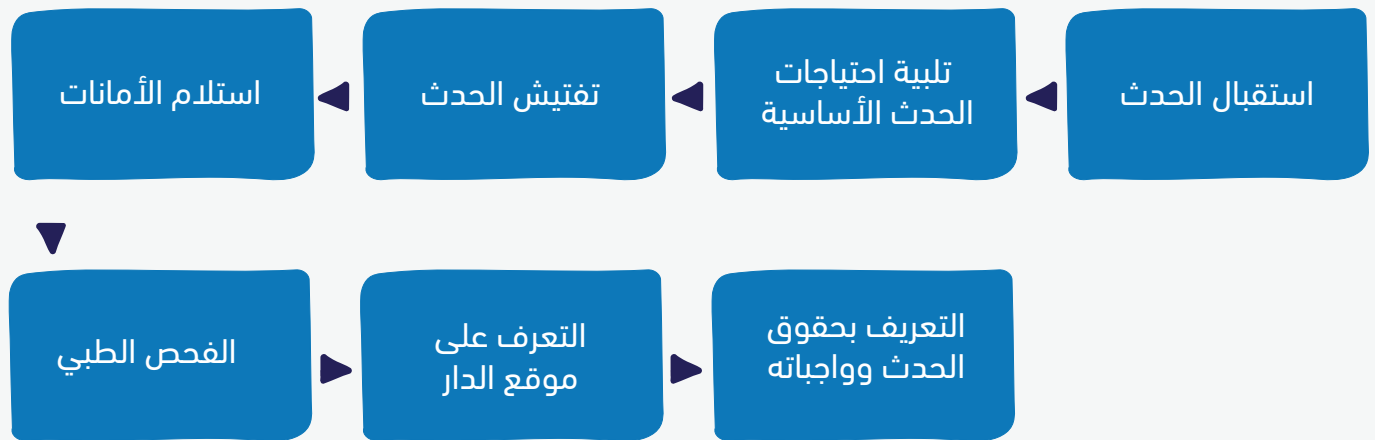 استقبال الحدث
تلبية احتياجات
الحدث الأساسية
تفتيش الحدث
استلام الأمانات
الفحص الطبي
التعرف على
موقع الدار
التعريف بحقوق
الحدث وواجباته